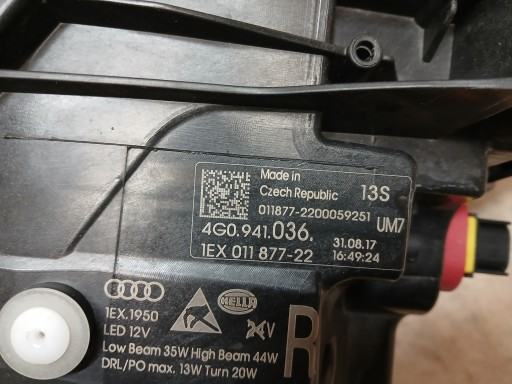 Made in
Czech Republic 13S
011877-2200059251
UM7
4G0.941.036. 31.08.17
1EX 011 877-22 16:49:24
1EX.1950
HELLA
LED 12V
24V
Low Beam 35W High Beam 44W
DRL/PO max. 13W Turn 20W
R